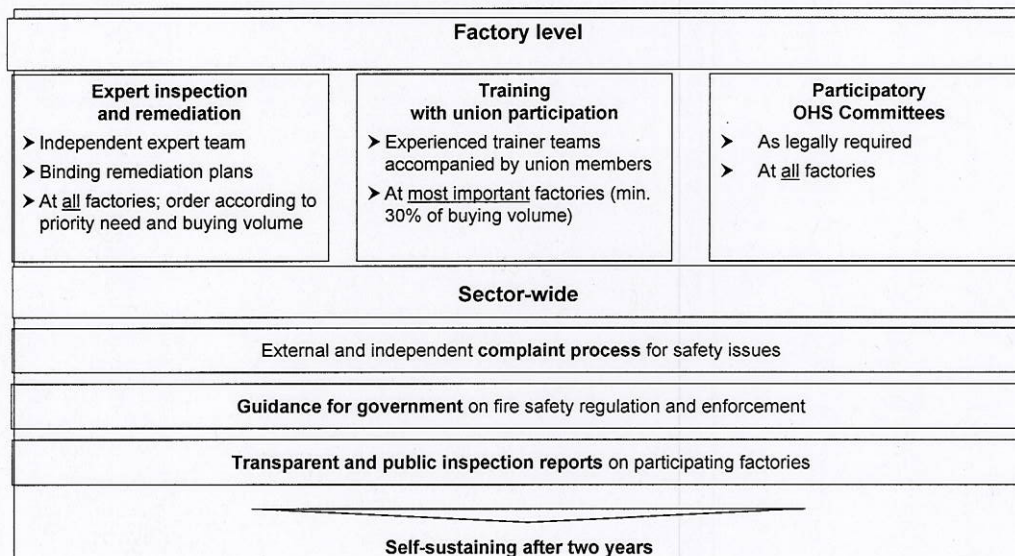 Factory level
Expert inspection
and remediation
➤ Independent expert team
➤ Binding remediation plans
➤ At all factories; order according to
priority need and buying volume
Training
with union participation
➤ Experienced trainer teams
accompanied by union members
➤ At most important factories (min.
30% of buying volume)
Participatory
OHS Committees
➤ As legally required
➤ At all factories
Sector-wide
External and independent complaint process for safety issues
Guidance for government on fire safety regulation and enforcement
Transparent and public inspection reports on participating factories
Self-sustaining after two years